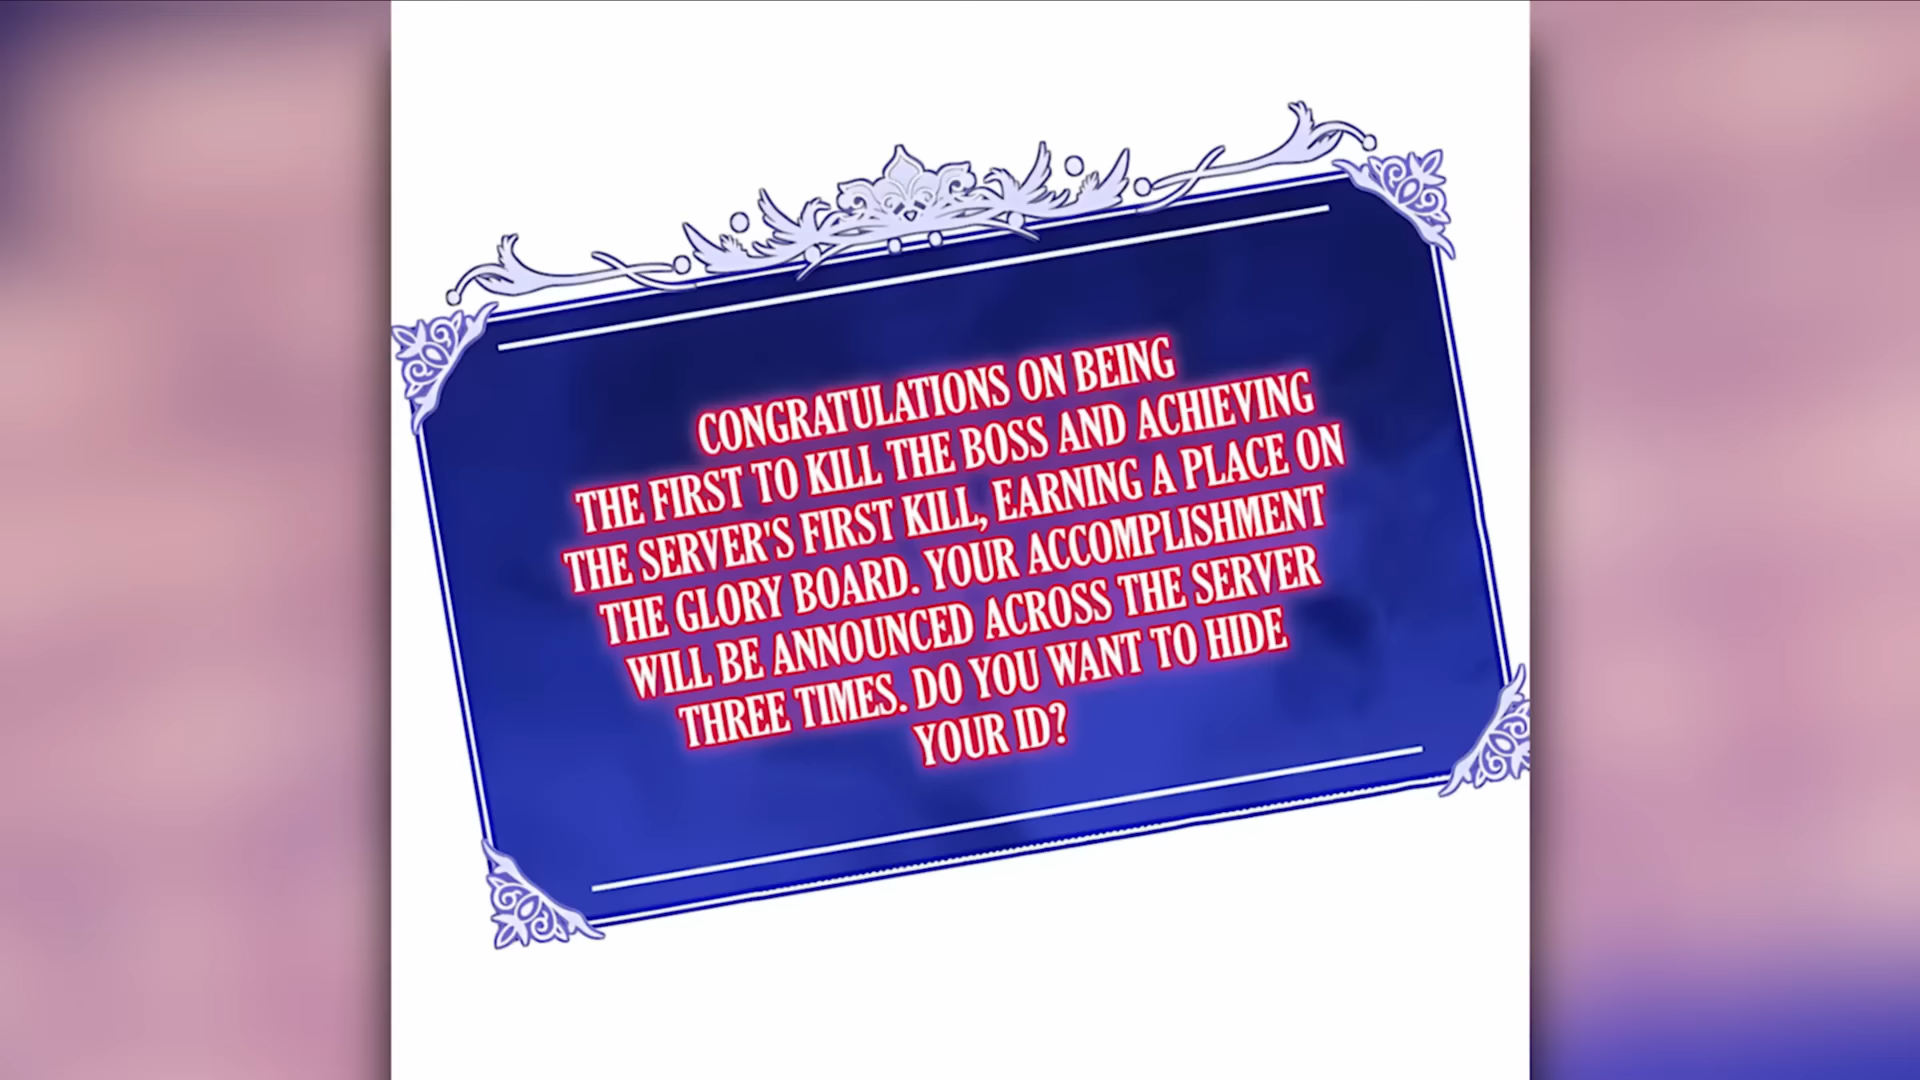 CONGRATULATIONS ON BEING
THE FIRST TO KILL THE BOSS AND ACHIEVING
THE SERVER'S FIRST KILL, EARNING A PLACE ON
THE GLORY BOARD. YOUR ACCOMPLISHMENT
WILL BE ANNOUNCED ACROSS THE SERVER
THREE TIMES. DO YOU WANT TO HIDE
YOUR ID?